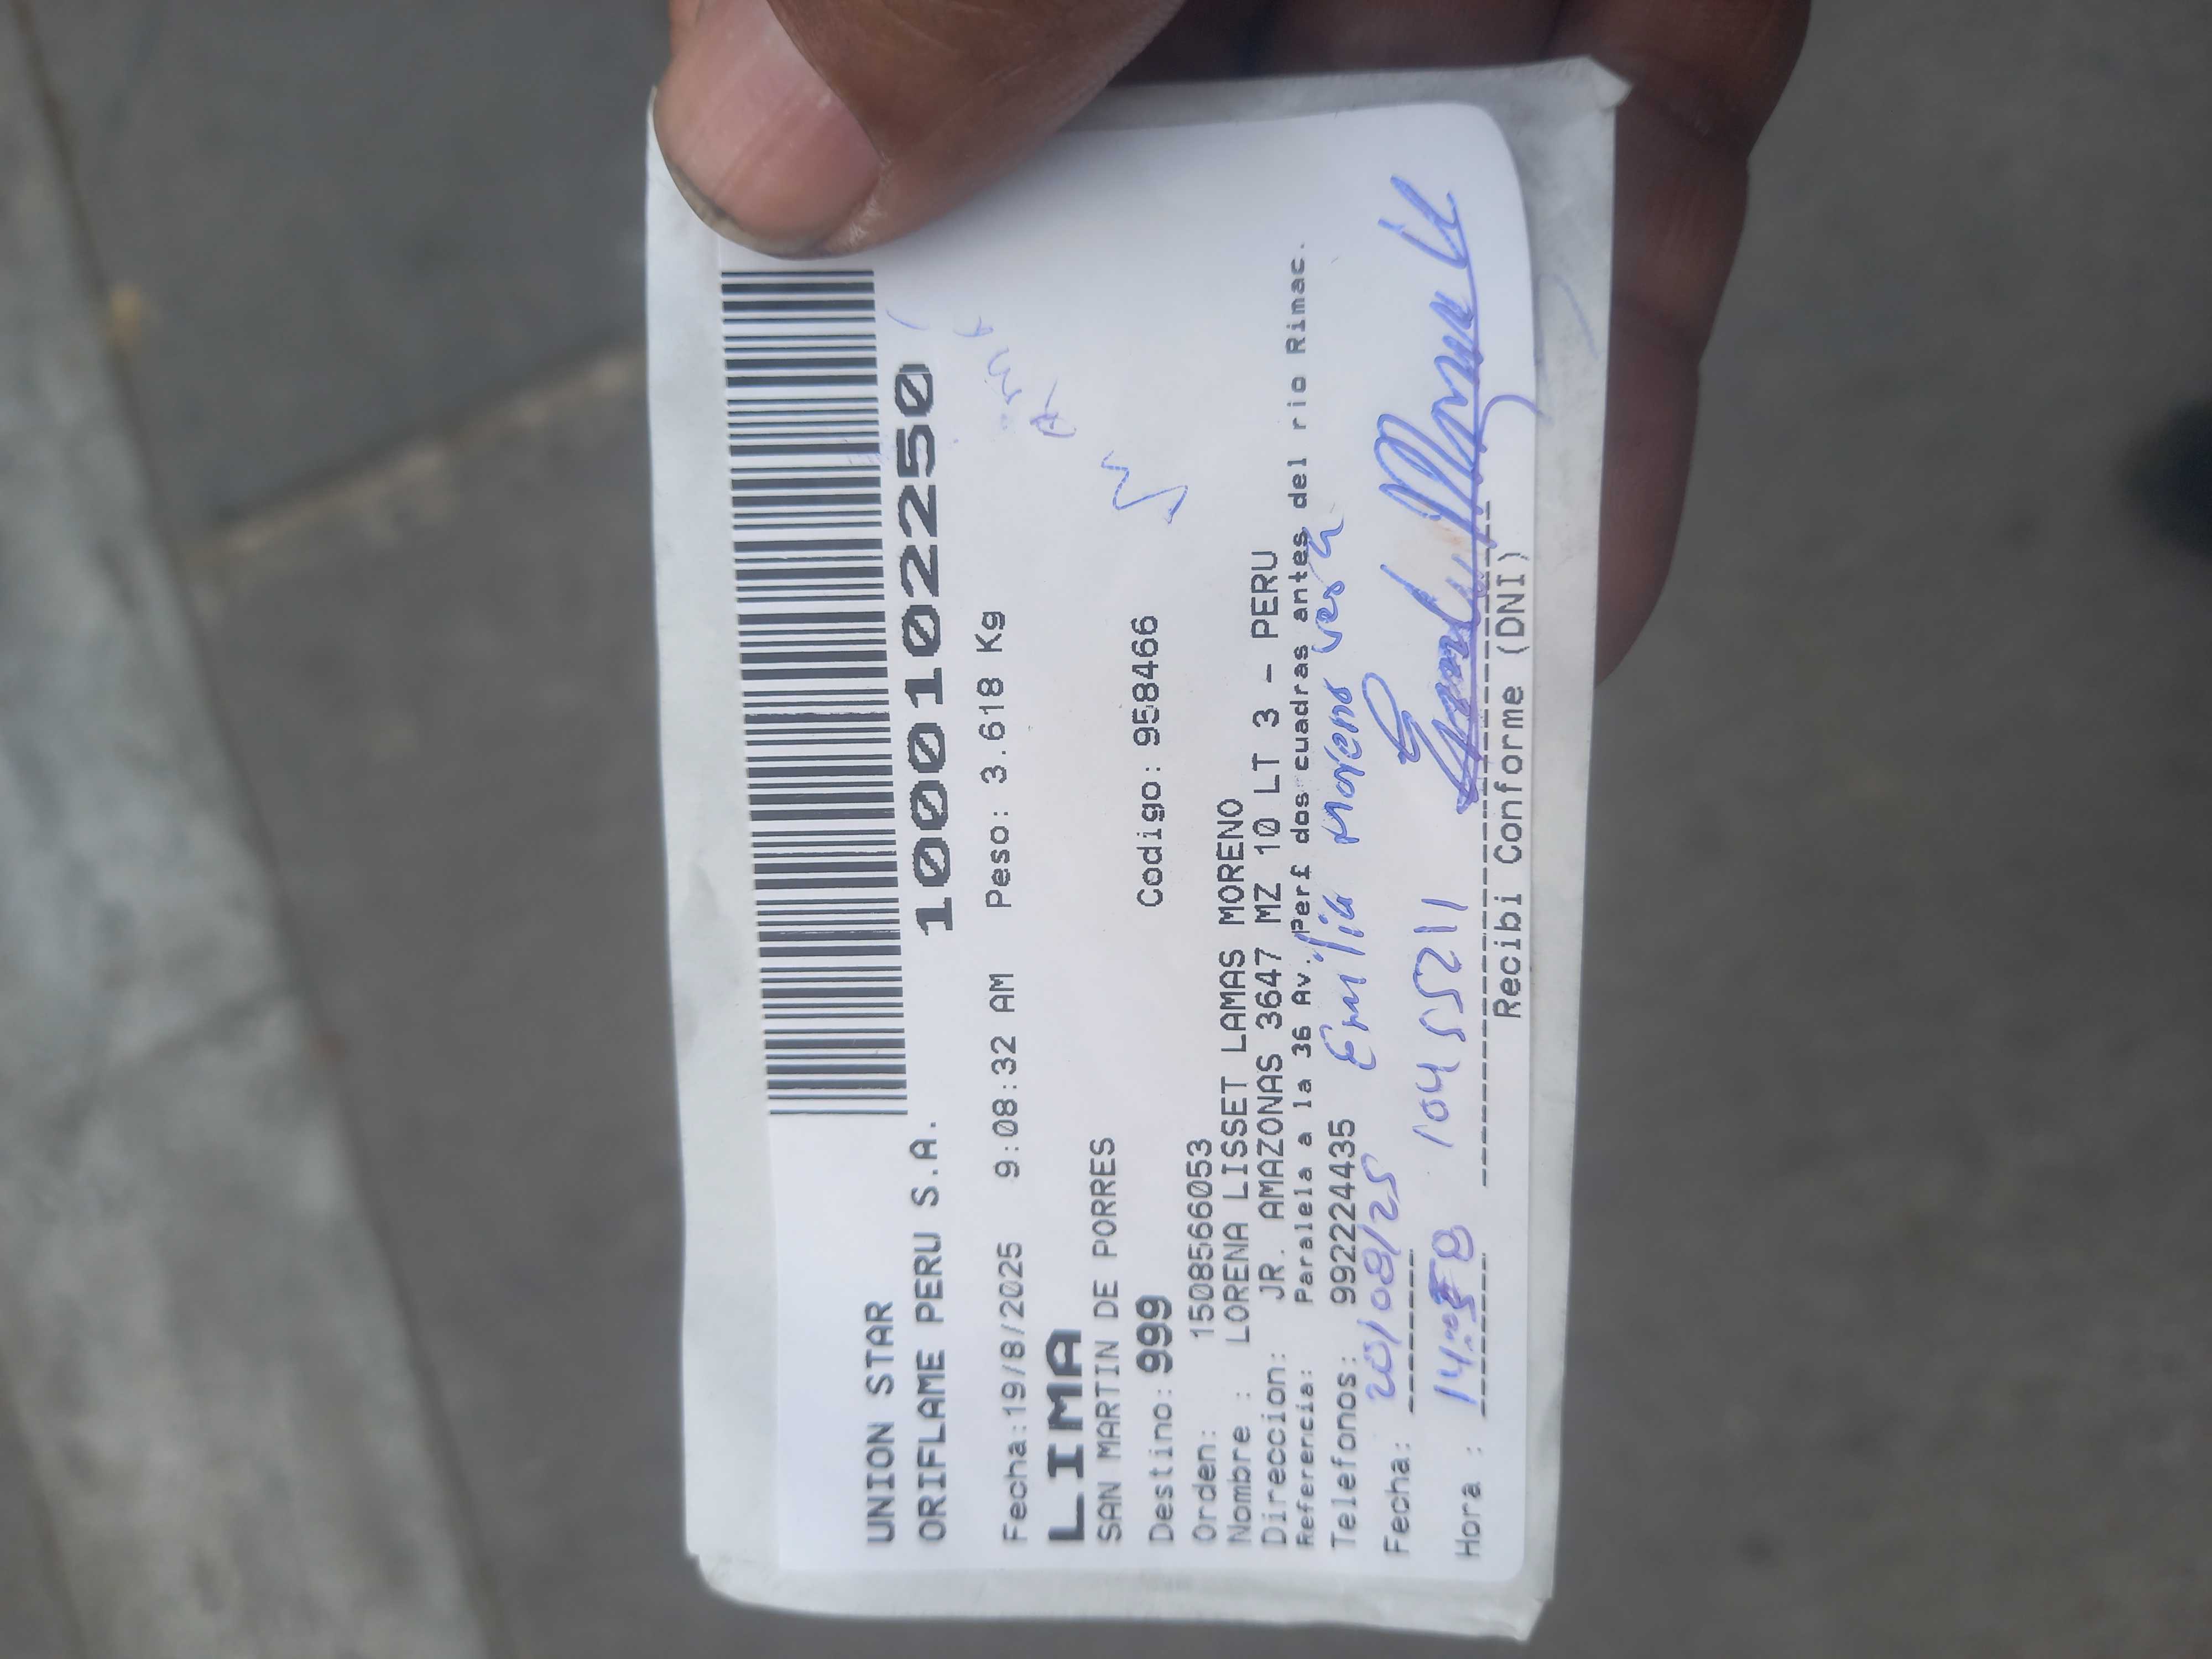 UNION STAR
ORIFLAME PERU S.A. 1000102250
Fecha:19/8/2025 9:08:32 AM Peso: 3.618 Kg
LIMA
SAN MARTIN DE PORRES
Destino: 999 Codigo: 958466
Orden: 1508566053
Nombre : LORENA LISSET LAMAS MORENO
Direccion: JR. AMAZONAS 3647 MZ 10 LT 3 - PERU
Referencia: Paralela a la 36 Av. Perf dos cuadras antes del rio Rimac.
Telefonos: 992224435 Emilia Moreno
Fecha: 20/08/25
Hora : 14:58 10455211
Recibi Conforme (DNI)